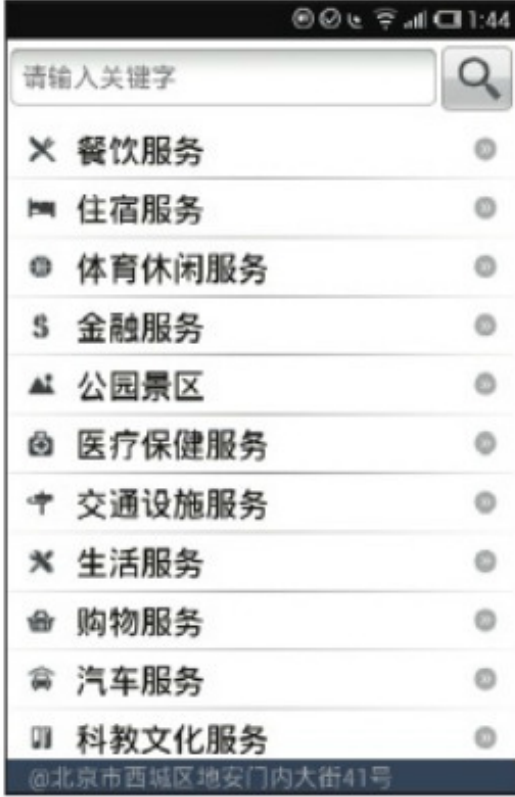 1:44
请输入关键字
餐饮服务
住宿服务
体育休闲服务
金融服务
公园景区
医疗保健服务
交通设施服务
生活服务
购物服务
汽车服务
科教文化服务
@北京市西城区地安门内大街41号